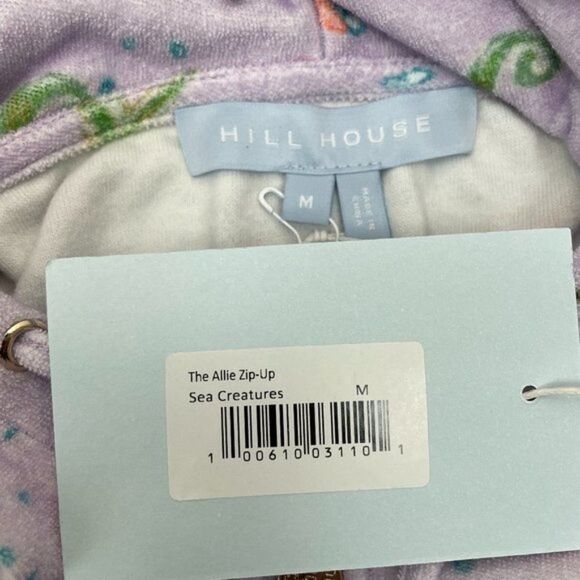 HILL HOUSE
M
MADE IN
CHINA
The Allie Zip-Up
Sea Creatures M
1 00610 03110 1